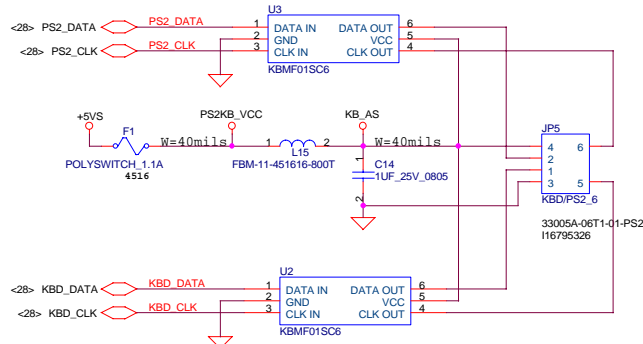 U3
<28> PS2_DATA PS2_DATA 1 DATA IN DATA OUT 6
2 GND VCC 5
<28> PS2_CLK PS2_CLK 3 CLK IN CLK OUT 4
KBMF01SC6
+5VS PS2KB_VCC KB_AS
F1 W=40mils 1 2 W=40mils
L15
POLYSWITCH_1.1A FBM-11-451616-800T
4516
1 C14
1UF_25V_0805
2
JP5
4 6
2
1
3 5
KBD/PS2_6
33005A-06T1-01-PS2
I16795326
U2
<28> KBD_DATA KBD_DATA 1 DATA IN DATA OUT 6
2 GND VCC 5
<28> KBD_CLK KBD_CLK 3 CLK IN CLK OUT 4
KBMF01SC6